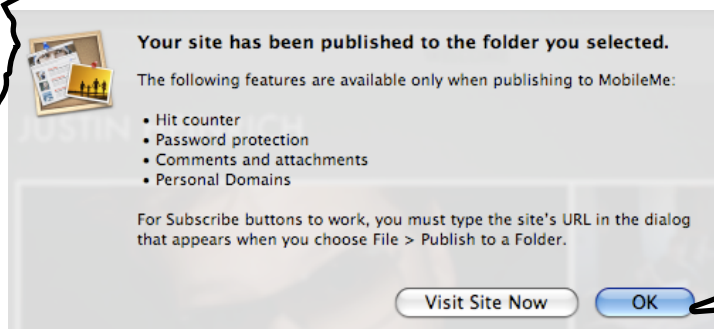 Your site has been published to the folder you selected.
The following features are available only when publishing to MobileMe:
• Hit counter
• Password protection
• Comments and attachments
• Personal Domains
For Subscribe buttons to work, you must type the site's URL in the dialog
that appears when you choose File > Publish to a Folder.
Visit Site Now
OK